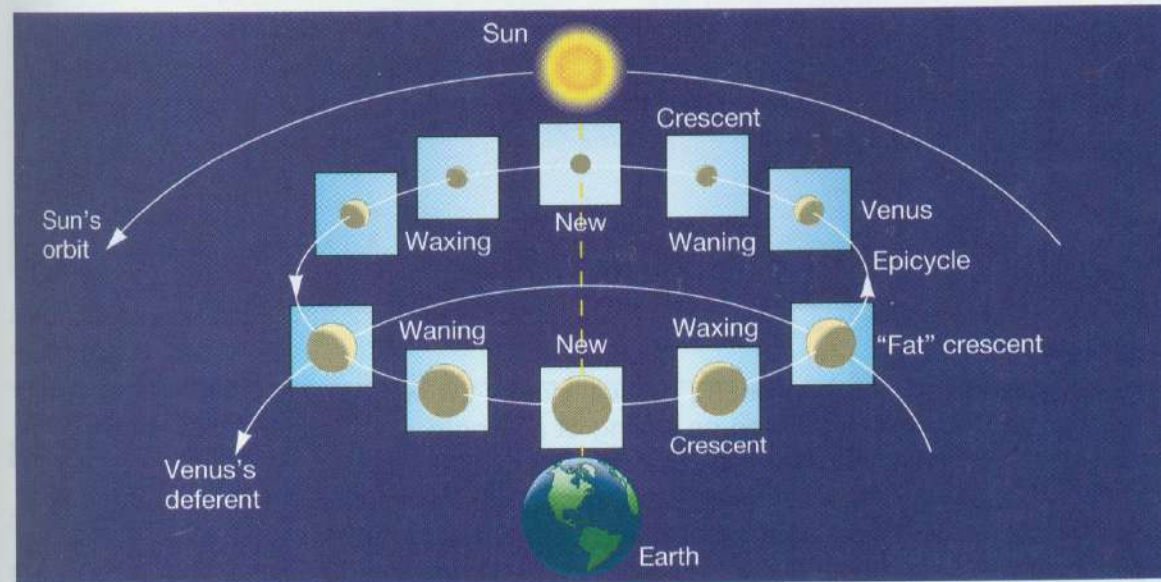 Sun
Crescent
Sun's
orbit
Waxing
New
Waning
Venus
Epicycle
Waning
New
Waxing
"Fat" crescent
Crescent
Venus's
deferent
Earth